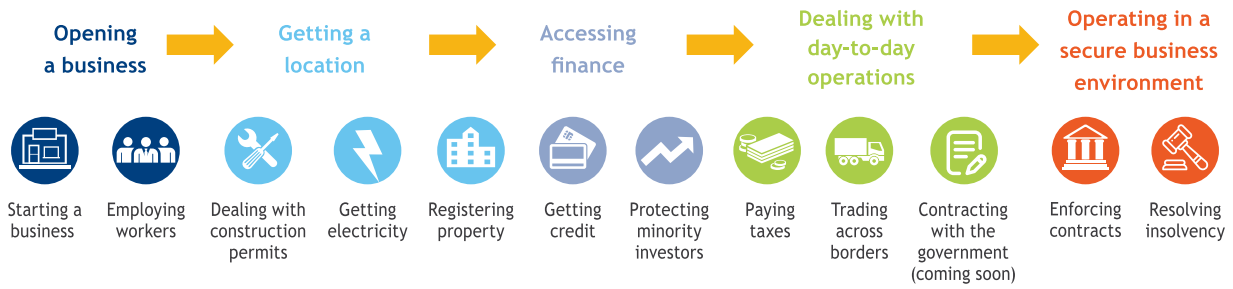 Opening
a business
Getting a
location
Accessing
finance
Dealing with
day-to-day
operations
Operating in a
secure business
environment
Starting a
business
Employing
workers
Dealing with
construction
permits
Getting
electricity
Registering
property
Getting
credit
Protecting
minority
investors
Paying
taxes
Trading
across
borders
Contracting
with the
government
(coming soon)
Enforcing
contracts
Resolving
insolvency